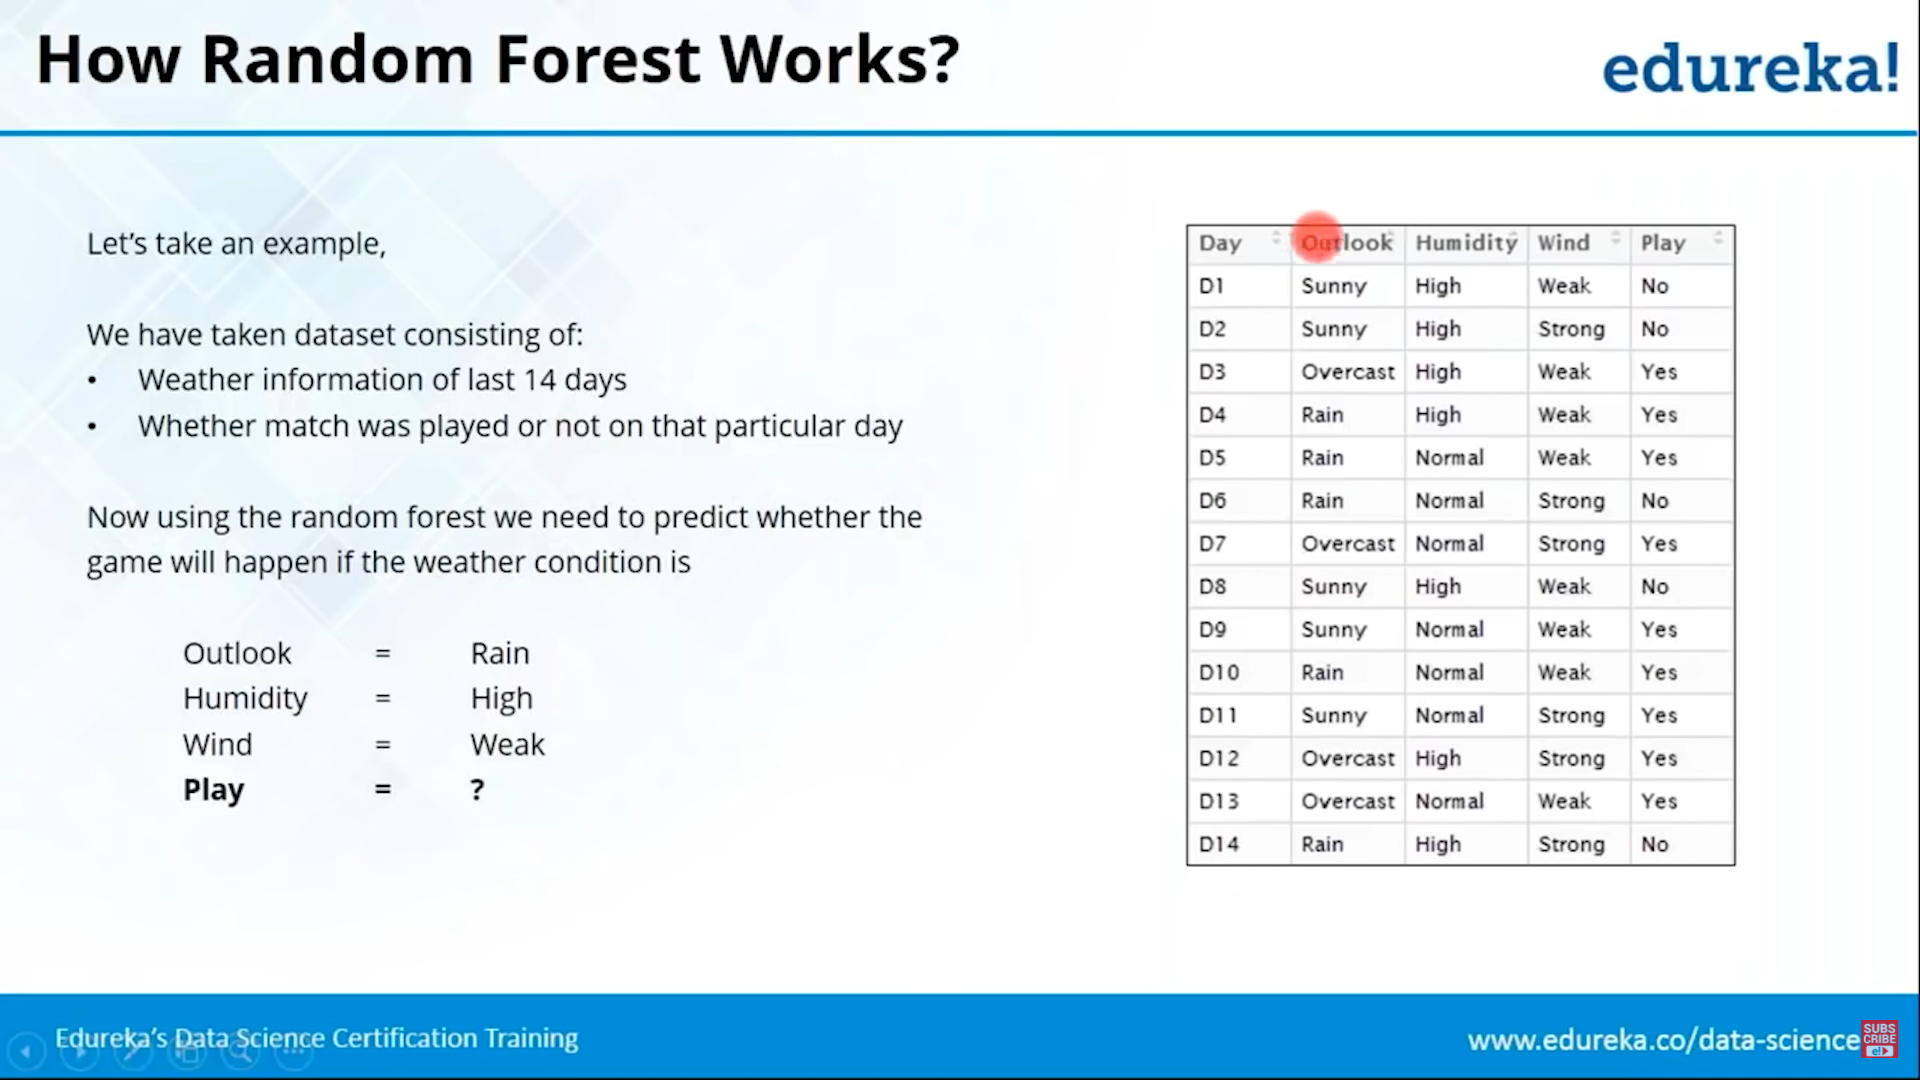 How Random Forest Works?
edureka!
Let's take an example,
We have taken dataset consisting of:
• Weather information of last 14 days
• Whether match was played or not on that particular day
Now using the random forest we need to predict whether the
game will happen if the weather condition is
Outlook = Rain
Humidity = High
Wind = Weak
Play = ?
Day Outlook Humidity Wind Play
D1 Sunny High Weak No
D2 Sunny High Strong No
D3 Overcast High Weak Yes
D4 Rain High Weak Yes
D5 Rain Normal Weak Yes
D6 Rain Normal Strong No
D7 Overcast Normal Strong Yes
D8 Sunny High Weak No
D9 Sunny Normal Weak Yes
D10 Rain Normal Weak Yes
D11 Sunny Normal Strong Yes
D12 Overcast High Strong Yes
D13 Overcast Normal Weak Yes
D14 Rain High Strong No
Edureka's Data Science Certification Training
www.edureka.co/data-science
SUBS
CRIBE
e!